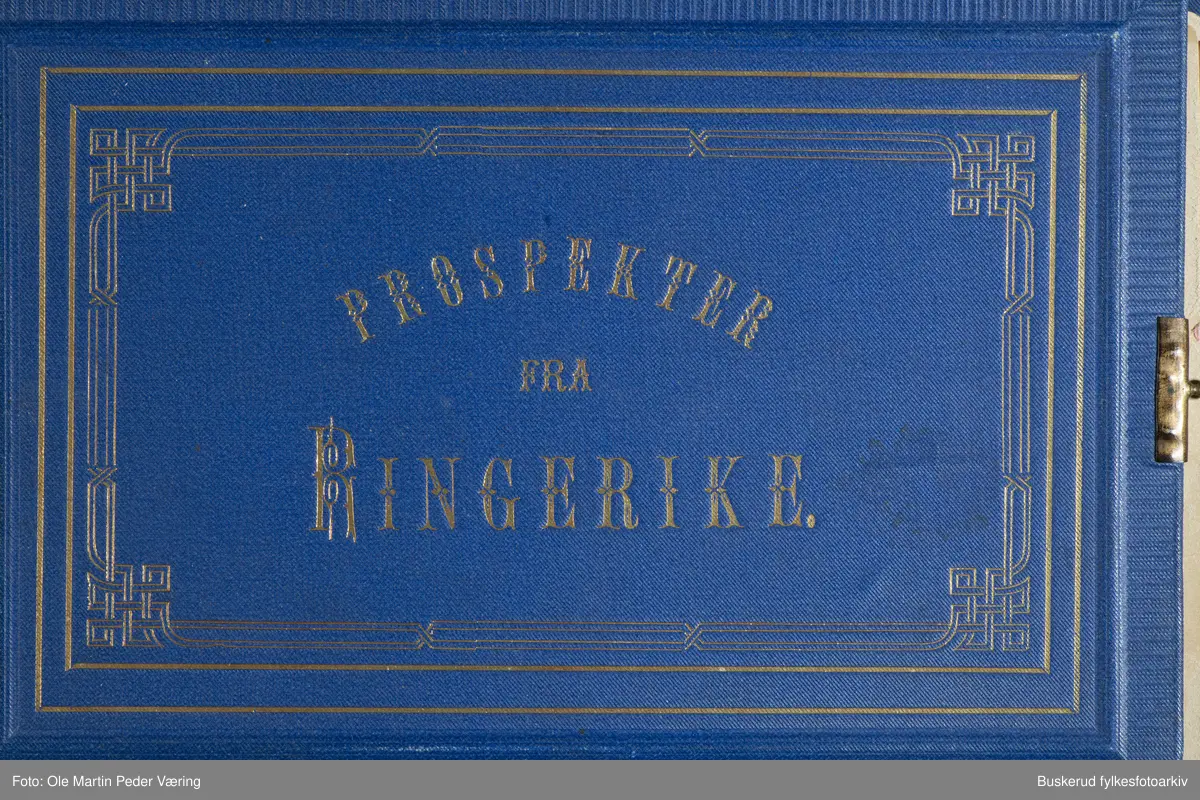 PROSPEKTER
FRA
RINGERIKE.
Foto: Ole Martin Peder Væring
Buskerud fylkesfotoarkiv